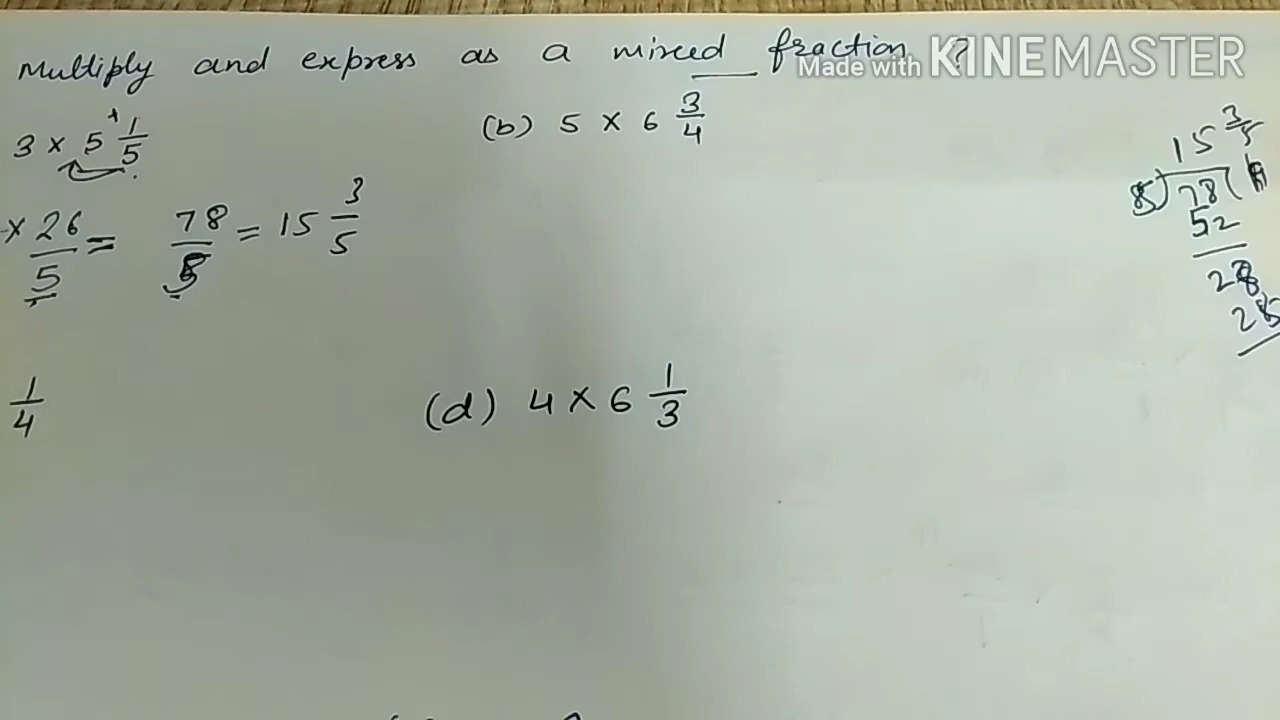 Multiply and express as a mixed fraction ?
Made with KINEMASTER
3 × 5 1/5
(b) 5 × 6 3/4
× 26/5 = 78/5 = 15 3/5
15 3/5
5) 78 (
52
28
25
1/4
(d) 4 × 6 1/3